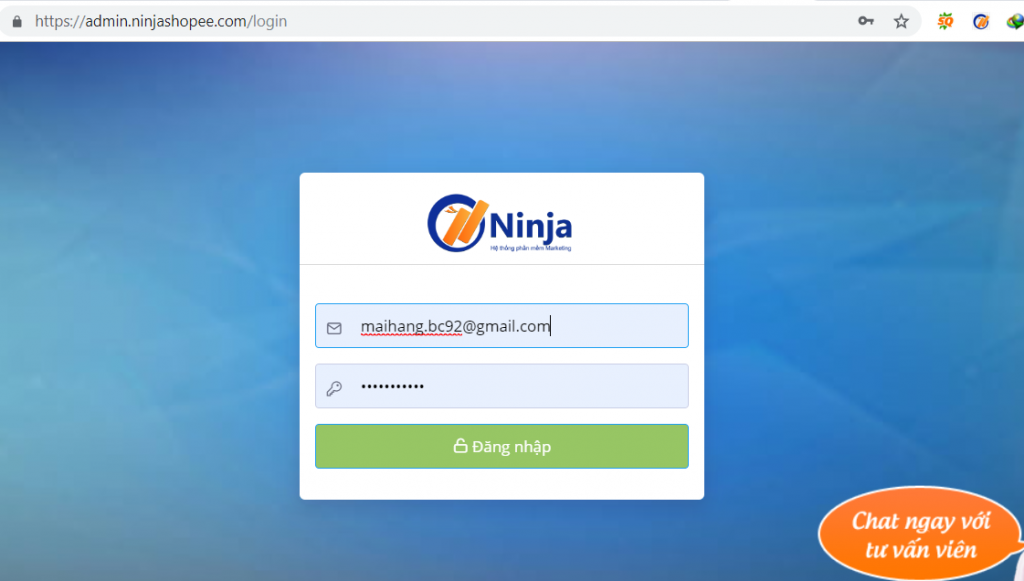 https://admin.ninjashopee.com/login
SQ
Ninja
Hệ thống phần mềm Marketing
maihang.bc92@gmail.com
•••••••••••
Đăng nhập
Chat ngay với
tư vấn viên